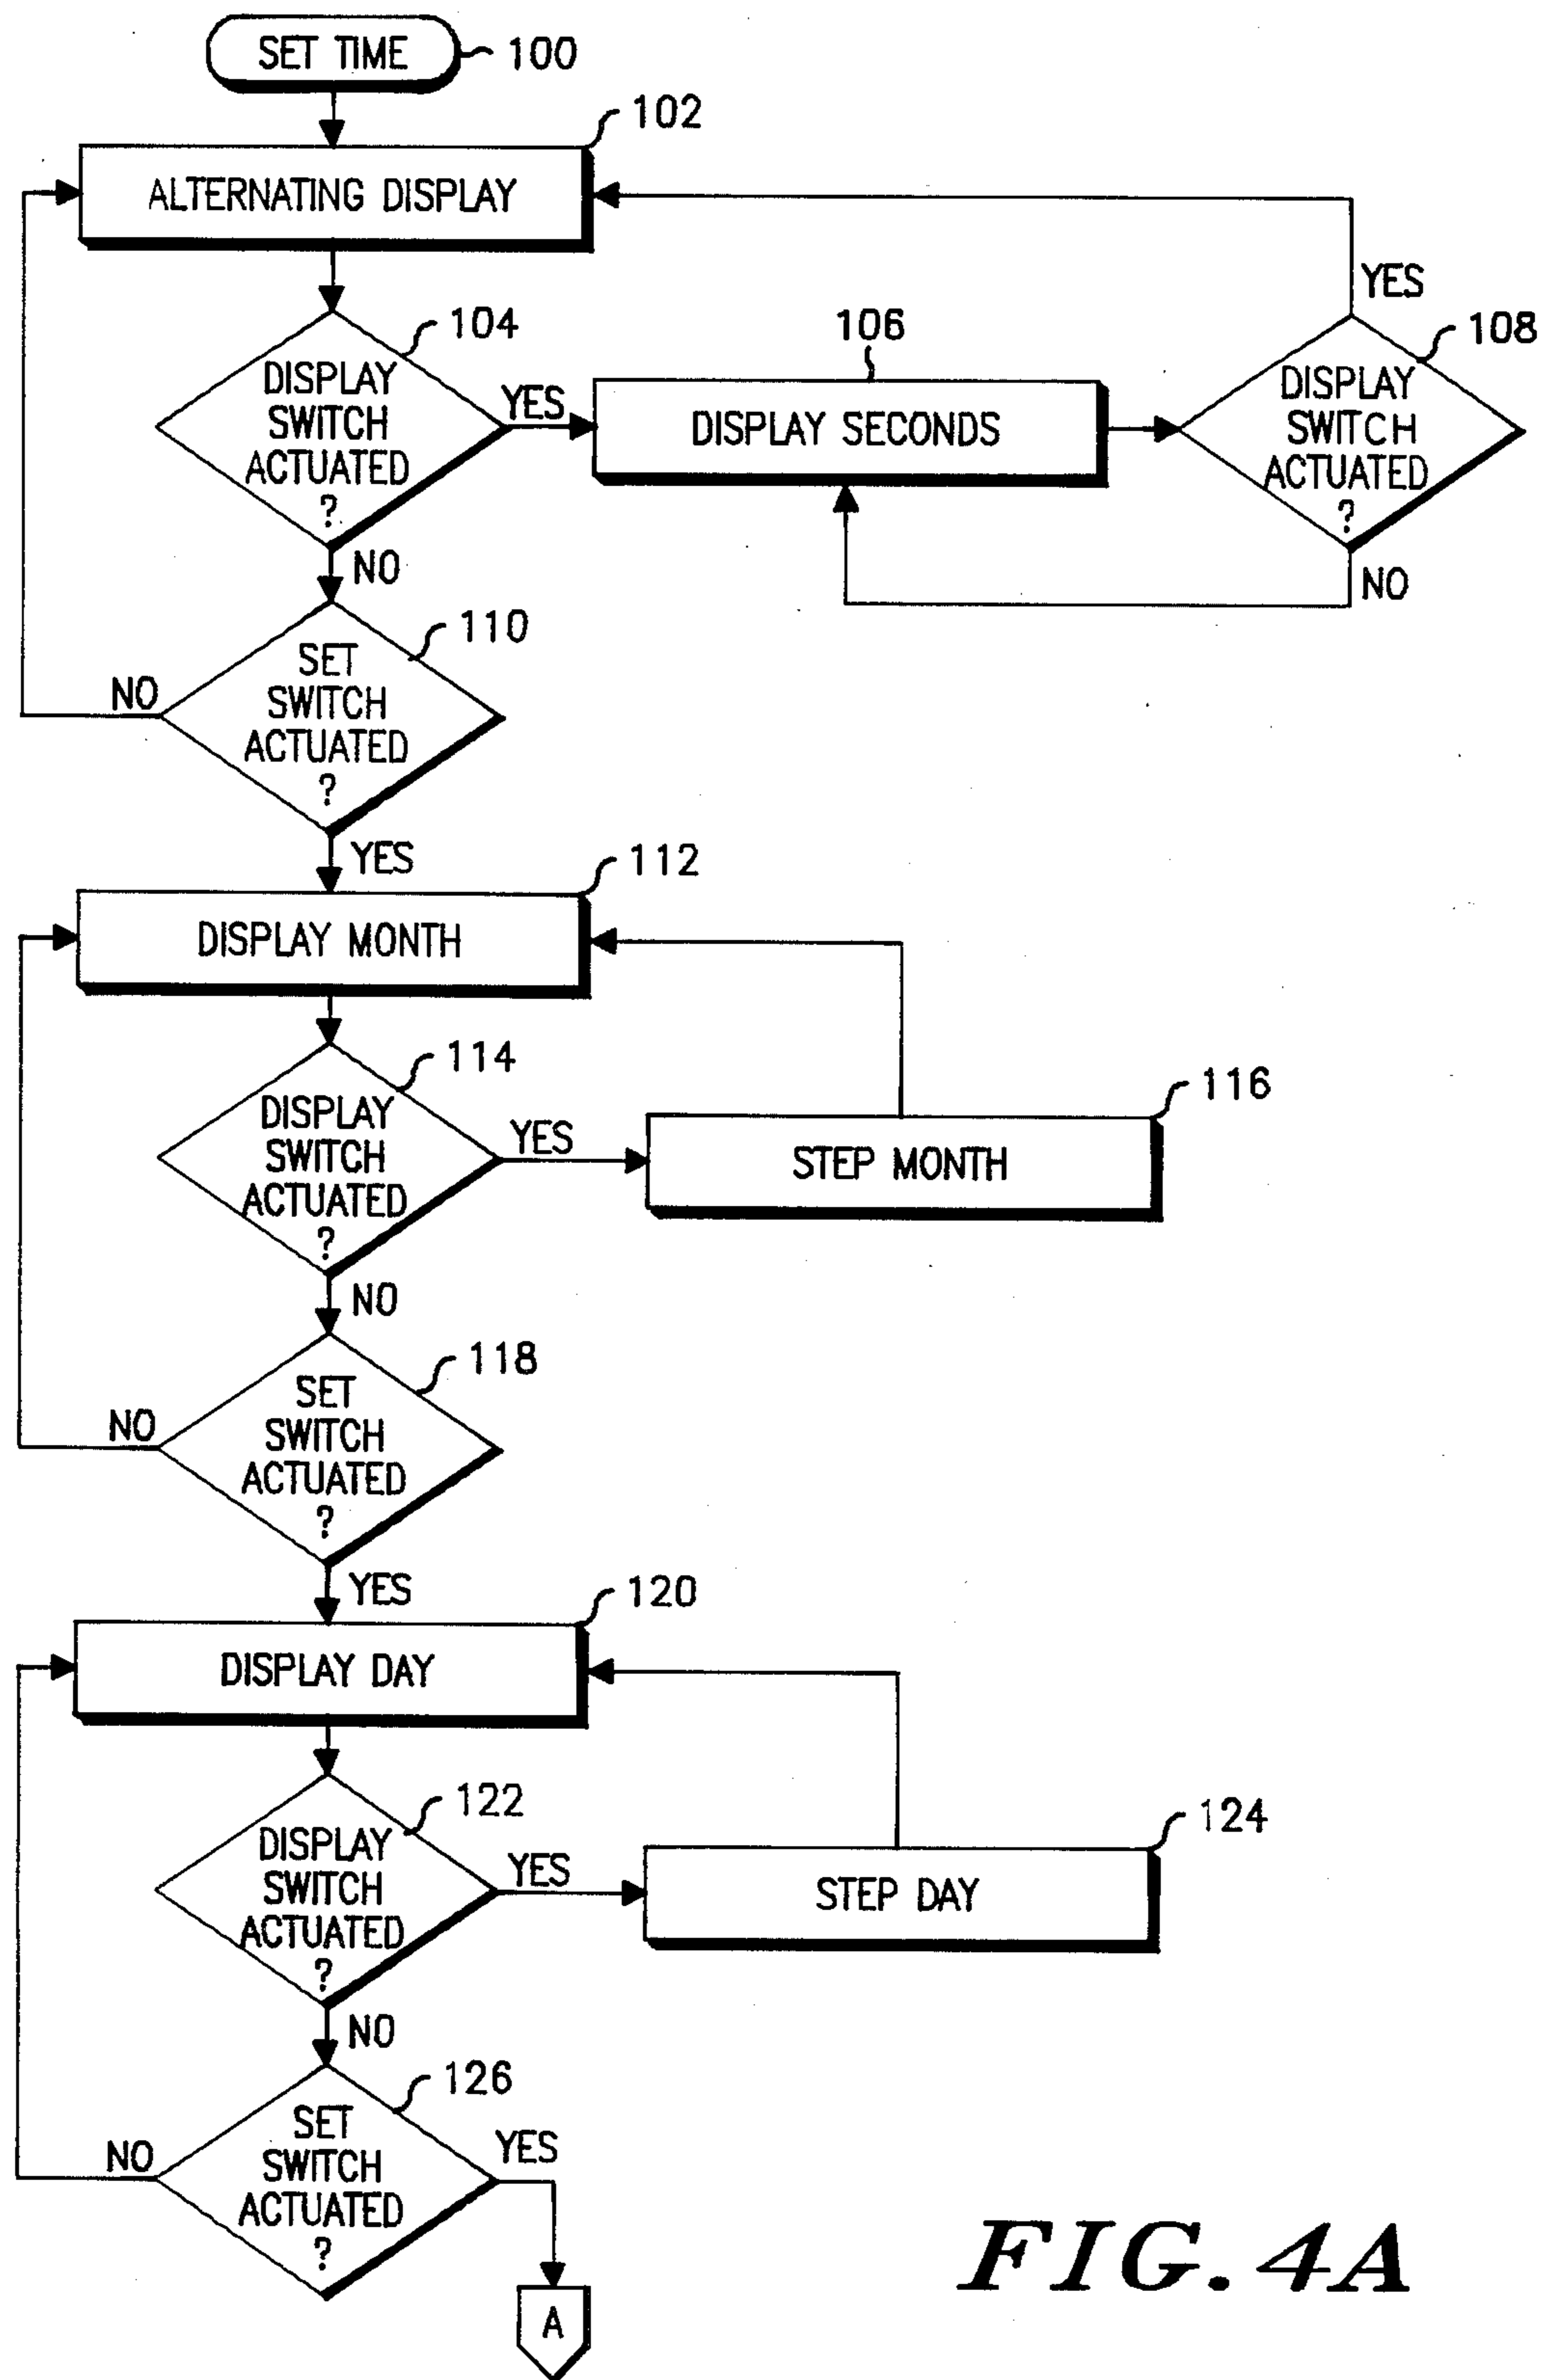 SET TIME
100
102
ALTERNATING DISPLAY
104
DISPLAY
SWITCH
ACTUATED
?
YES
NO
106
DISPLAY SECONDS
108
DISPLAY
SWITCH
ACTUATED
?
YES
NO
110
SET
SWITCH
ACTUATED
?
NO
YES
112
DISPLAY MONTH
114
DISPLAY
SWITCH
ACTUATED
?
YES
NO
116
STEP MONTH
118
SET
SWITCH
ACTUATED
?
NO
YES
120
DISPLAY DAY
122
DISPLAY
SWITCH
ACTUATED
?
YES
NO
124
STEP DAY
126
SET
SWITCH
ACTUATED
?
NO
YES
A
FIG. 4A